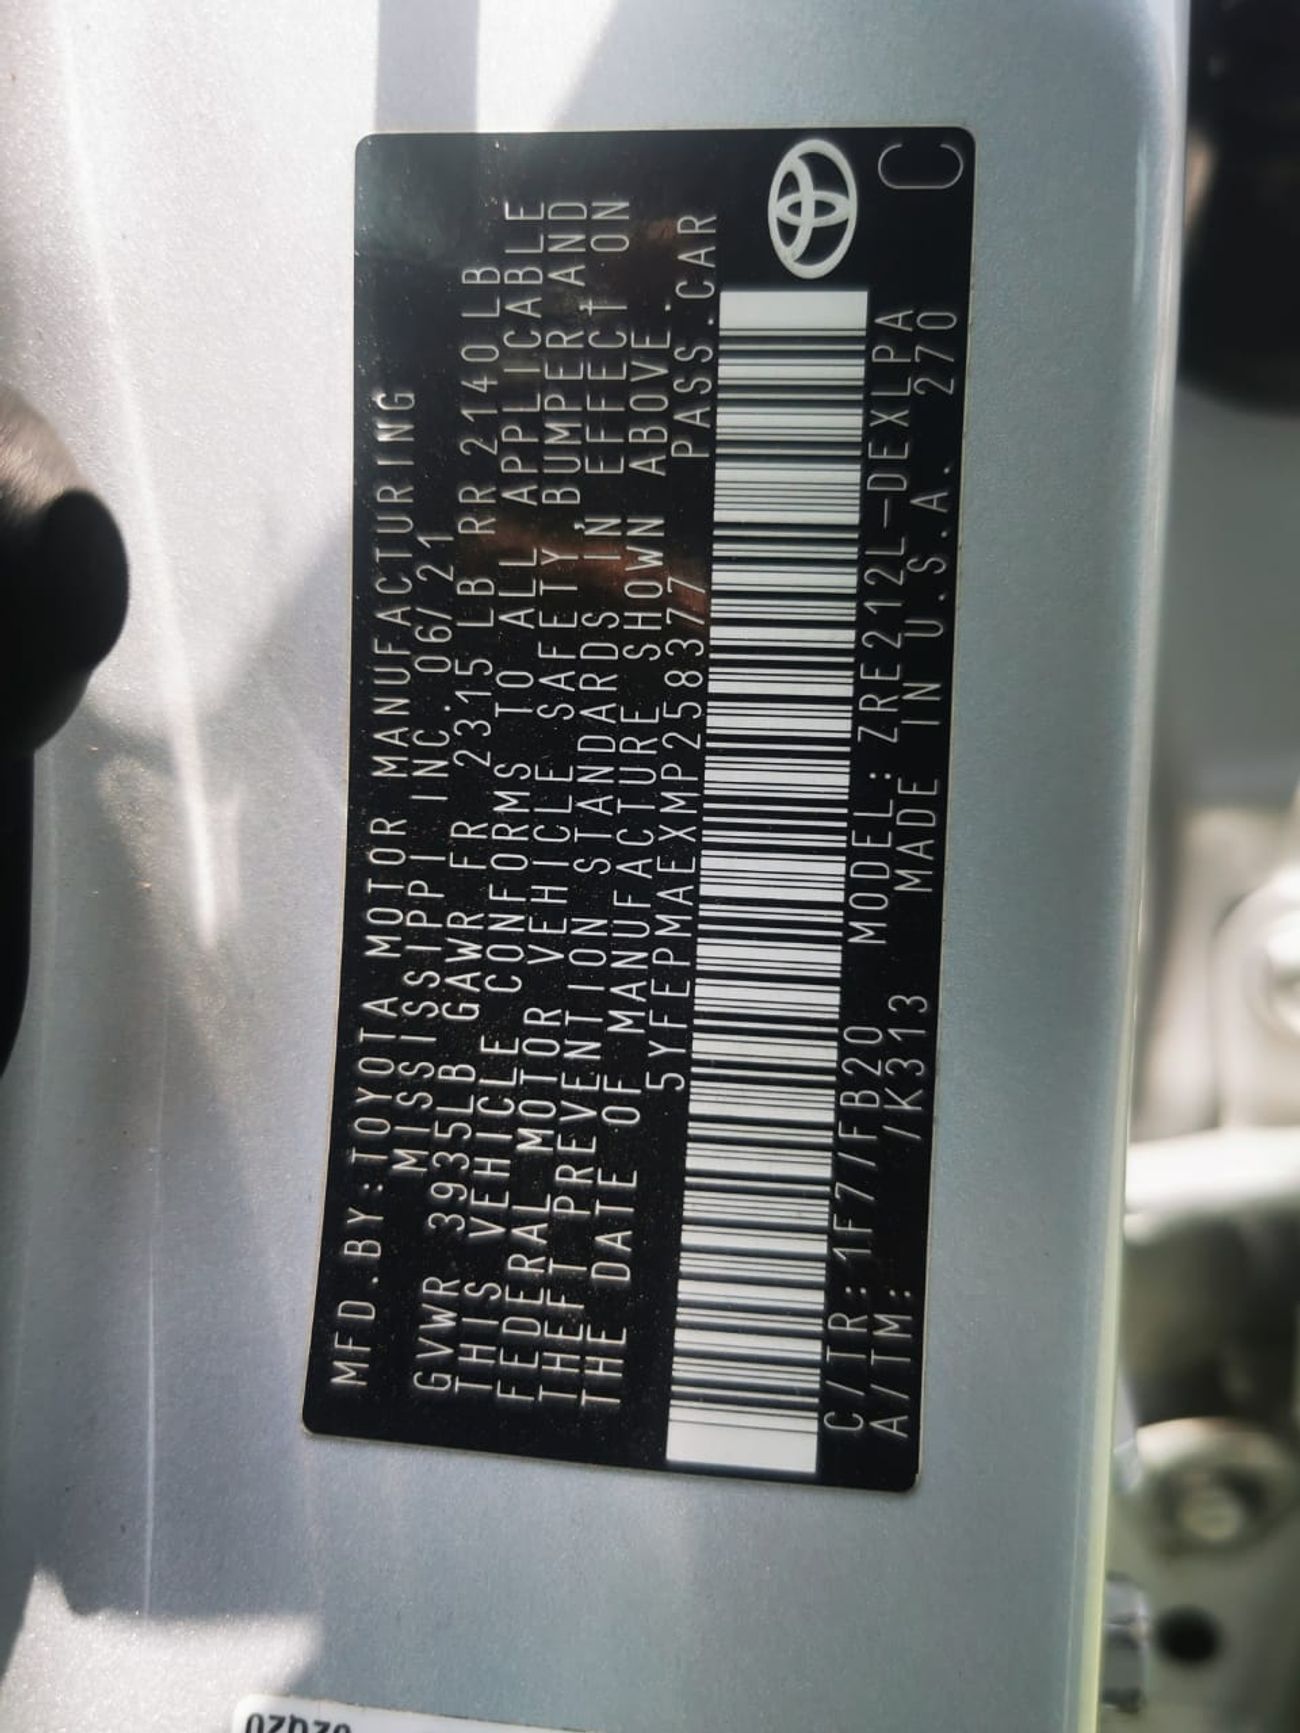 MFD.BY:TOYOTA MOTOR MANUFACTURING
MISSISSIPPI INC. 06/21
GVWR 3935LB GAWR FR 2315 LB RR 2140LB
THIS VEHICLE CONFORMS TO ALL APPLICABLE
FEDERAL MOTOR VEHICLE SAFETY,BUMPER,AND
THEFT PREVENTION STANDARDS IN EFFECT ON
THE DATE OF MANUFACTURE SHOWN ABOVE.
5YFEPMAEXMP258377 PASS.CAR
C/TR:1F7/FB20 MODEL:ZRE212L-DEXLPA
A/TM: /K313 MADE IN U.S.A. 270
C